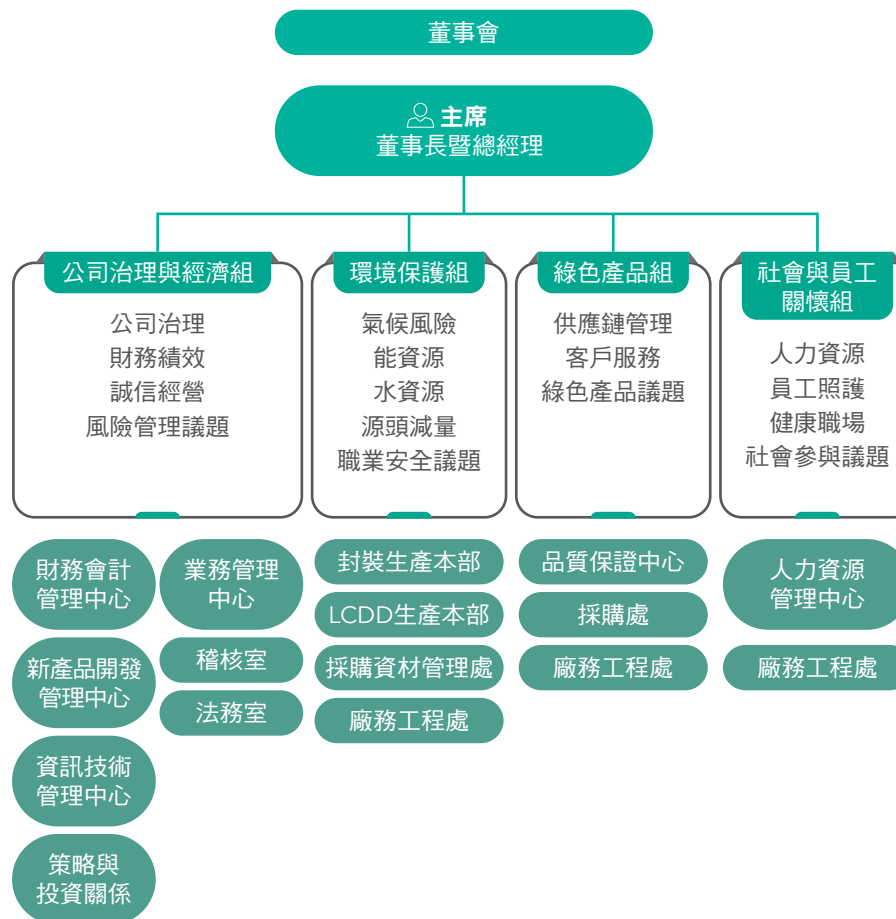 董事會
主席
董事長暨總經理
公司治理與經濟組
公司治理
財務績效
誠信經營
風險管理議題
環境保護組
氣候風險
能資源
水資源
源頭減量
職業安全議題
綠色產品組
供應鏈管理
客戶服務
綠色產品議題
社會與員工
關懷組
人力資源
員工照護
健康職場
社會參與議題
財務會計
管理中心
新產品開發
管理中心
資訊技術
管理中心
策略與
投資關係
業務管理
中心
稽核室
法務室
封裝生產本部
LCDD生產本部
採購資材管理處
廠務工程處
品質保證中心
採購處
廠務工程處
人力資源
管理中心
廠務工程處